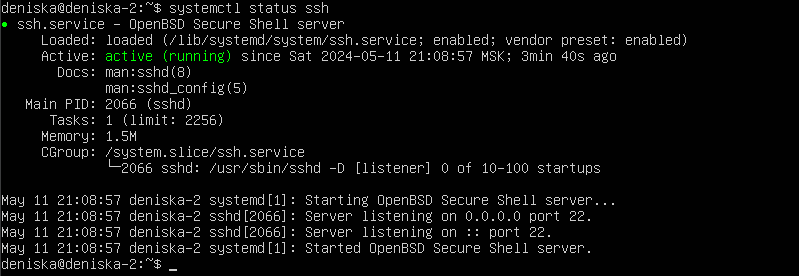 deniska@deniska-2:~$ systemctl status ssh
● ssh.service - OpenBSD Secure Shell server
     Loaded: loaded (/lib/systemd/system/ssh.service; enabled; vendor preset: enabled)
     Active: active (running) since Sat 2024-05-11 21:08:57 MSK; 3min 40s ago
       Docs: man:sshd(8)
             man:sshd_config(5)
   Main PID: 2066 (sshd)
      Tasks: 1 (limit: 2256)
     Memory: 1.5M
     CGroup: /system.slice/ssh.service
             └─2066 sshd: /usr/sbin/sshd -D [listener] 0 of 10-100 startups
May 11 21:08:57 deniska-2 systemd[1]: Starting OpenBSD Secure Shell server...
May 11 21:08:57 deniska-2 sshd[2066]: Server listening on 0.0.0.0 port 22.
May 11 21:08:57 deniska-2 sshd[2066]: Server listening on :: port 22.
May 11 21:08:57 deniska-2 systemd[1]: Started OpenBSD Secure Shell server.
deniska@deniska-2:~$ _